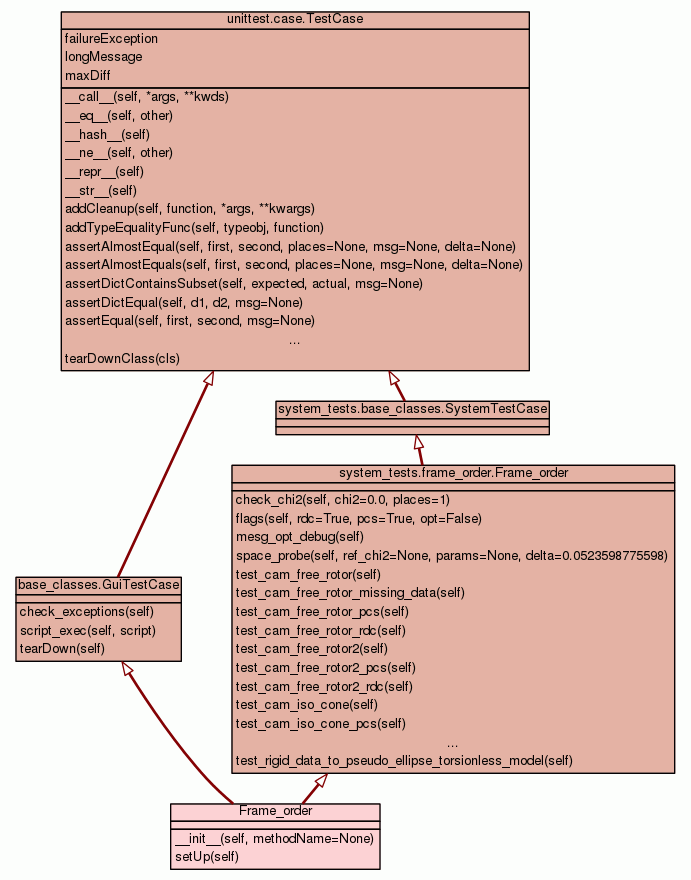 unittest.case.TestCase
failureException
longMessage
maxDiff
__call__(self, *args, **kwds)
__eq__(self, other)
__hash__(self)
__ne__(self, other)
__repr__(self)
__str__(self)
addCleanup(self, function, *args, **kwargs)
addTypeEqualityFunc(self, typeobj, function)
assertAlmostEqual(self, first, second, places=None, msg=None, delta=None)
assertAlmostEquals(self, first, second, places=None, msg=None, delta=None)
assertDictContainsSubset(self, expected, actual, msg=None)
assertDictEqual(self, d1, d2, msg=None)
assertEqual(self, first, second, msg=None)
...
tearDownClass(cls)
system_tests.base_classes.SystemTestCase
system_tests.frame_order.Frame_order
check_chi2(self, chi2=0.0, places=1)
flags(self, rdc=True, pcs=True, opt=False)
mesg_opt_debug(self)
space_probe(self, ref_chi2=None, params=None, delta=0.0523598775598)
test_cam_free_rotor(self)
test_cam_free_rotor_missing_data(self)
test_cam_free_rotor_pcs(self)
test_cam_free_rotor_rdc(self)
test_cam_free_rotor2(self)
test_cam_free_rotor2_pcs(self)
test_cam_free_rotor2_rdc(self)
test_cam_iso_cone(self)
test_cam_iso_cone_pcs(self)
...
test_rigid_data_to_pseudo_ellipse_torsionless_model(self)
base_classes.GuiTestCase
check_exceptions(self)
script_exec(self, script)
tearDown(self)
Frame_order
__init__(self, methodName=None)
setUp(self)